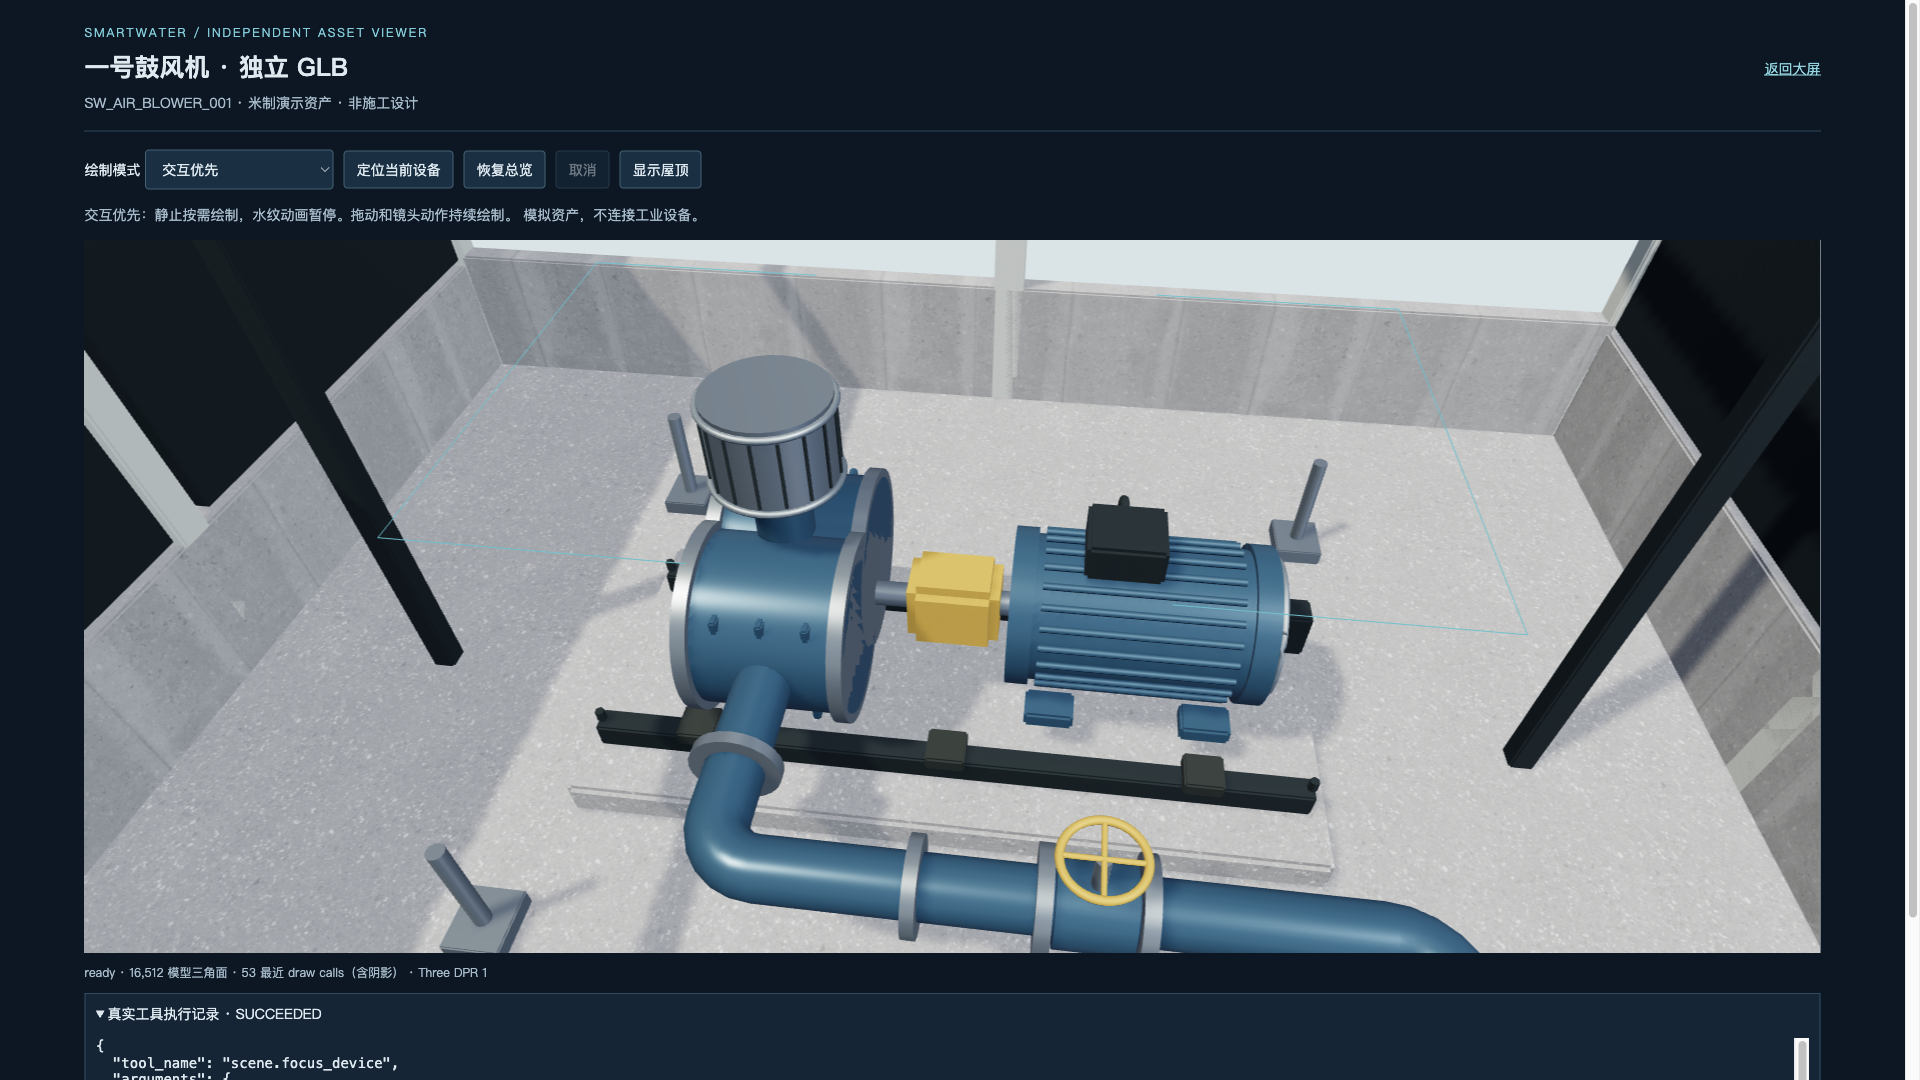 SMARTWATER / INDEPENDENT ASSET VIEWER
一号鼓风机 · 独立 GLB
返回大屏
SW_AIR_BLOWER_001 · 米制演示资产 · 非施工设计
绘制模式 交互优先 定位当前设备 恢复总览 取消 显示屋顶
交互优先：静止按需绘制，水纹动画暂停。拖动和镜头动作持续绘制。 模拟资产，不连接工业设备。
ready · 16,512 模型三角面 · 53 最近 draw calls（含阴影） · Three DPR 1
▼真实工具执行记录 · SUCCEEDED
{
"tool_name": "scene.focus_device",
"arguments": {